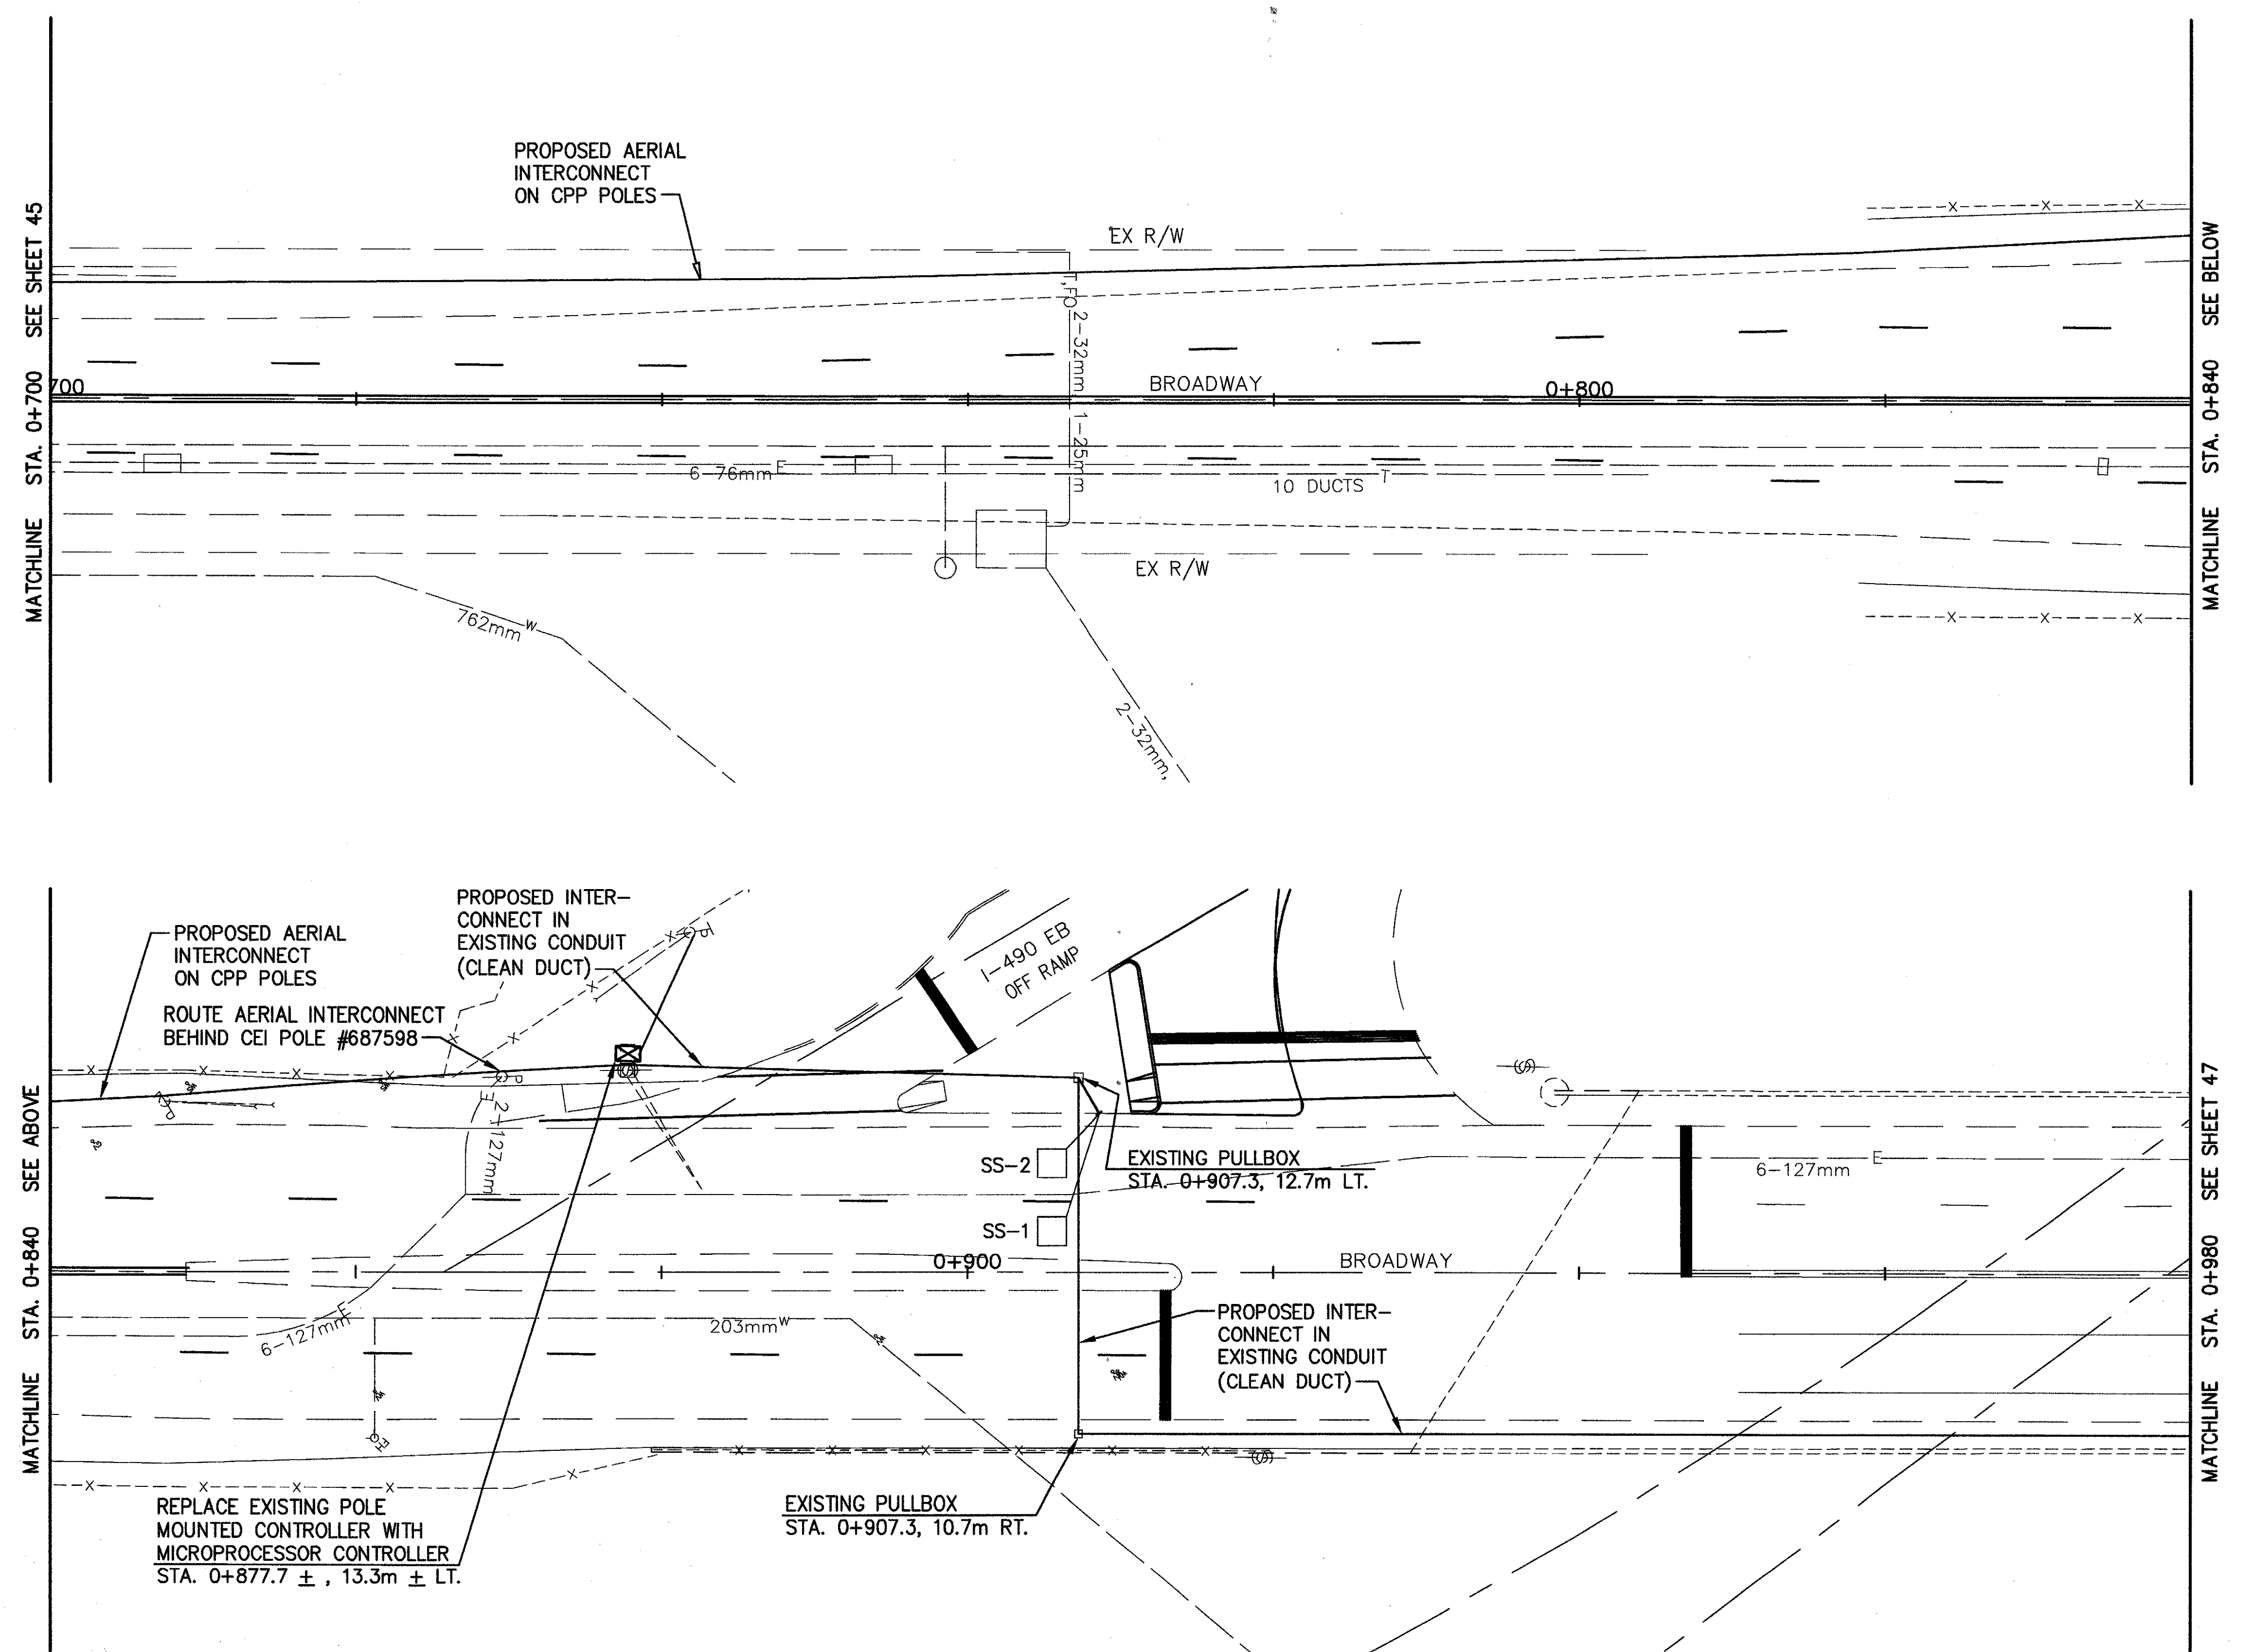 PROPOSED AERIAL
INTERCONNECT
ON CPP POLES
MATCHLINE STA. 0+700 SEE SHEET 45
MATCHLINE STA. 0+840 SEE BELOW
EX R/W
T,FO
2-32mm,
1-25mm
700
BROADWAY
0+800
6-76mm E
10 DUCTS T
EX R/W
762mm W
2-32mm,
PROPOSED AERIAL
INTERCONNECT
ON CPP POLES
PROPOSED INTER-
CONNECT IN
EXISTING CONDUIT
(CLEAN DUCT)
ROUTE AERIAL INTERCONNECT
BEHIND CEI POLE #687598
I-490 EB
OFF RAMP
MATCHLINE STA. 0+840 SEE ABOVE
MATCHLINE STA. 0+980 SEE SHEET 47
E
2-127mm
SS-2
SS-1
EXISTING PULLBOX
STA. 0+907.3, 12.7m LT.
6-127mm E
0+900
BROADWAY
6-127mm E
203mm W
PROPOSED INTER-
CONNECT IN
EXISTING CONDUIT
(CLEAN DUCT)
FH
REPLACE EXISTING POLE
MOUNTED CONTROLLER WITH
MICROPROCESSOR CONTROLLER
STA. 0+877.7 ± , 13.3m ± LT.
EXISTING PULLBOX
STA. 0+907.3, 10.7m RT.